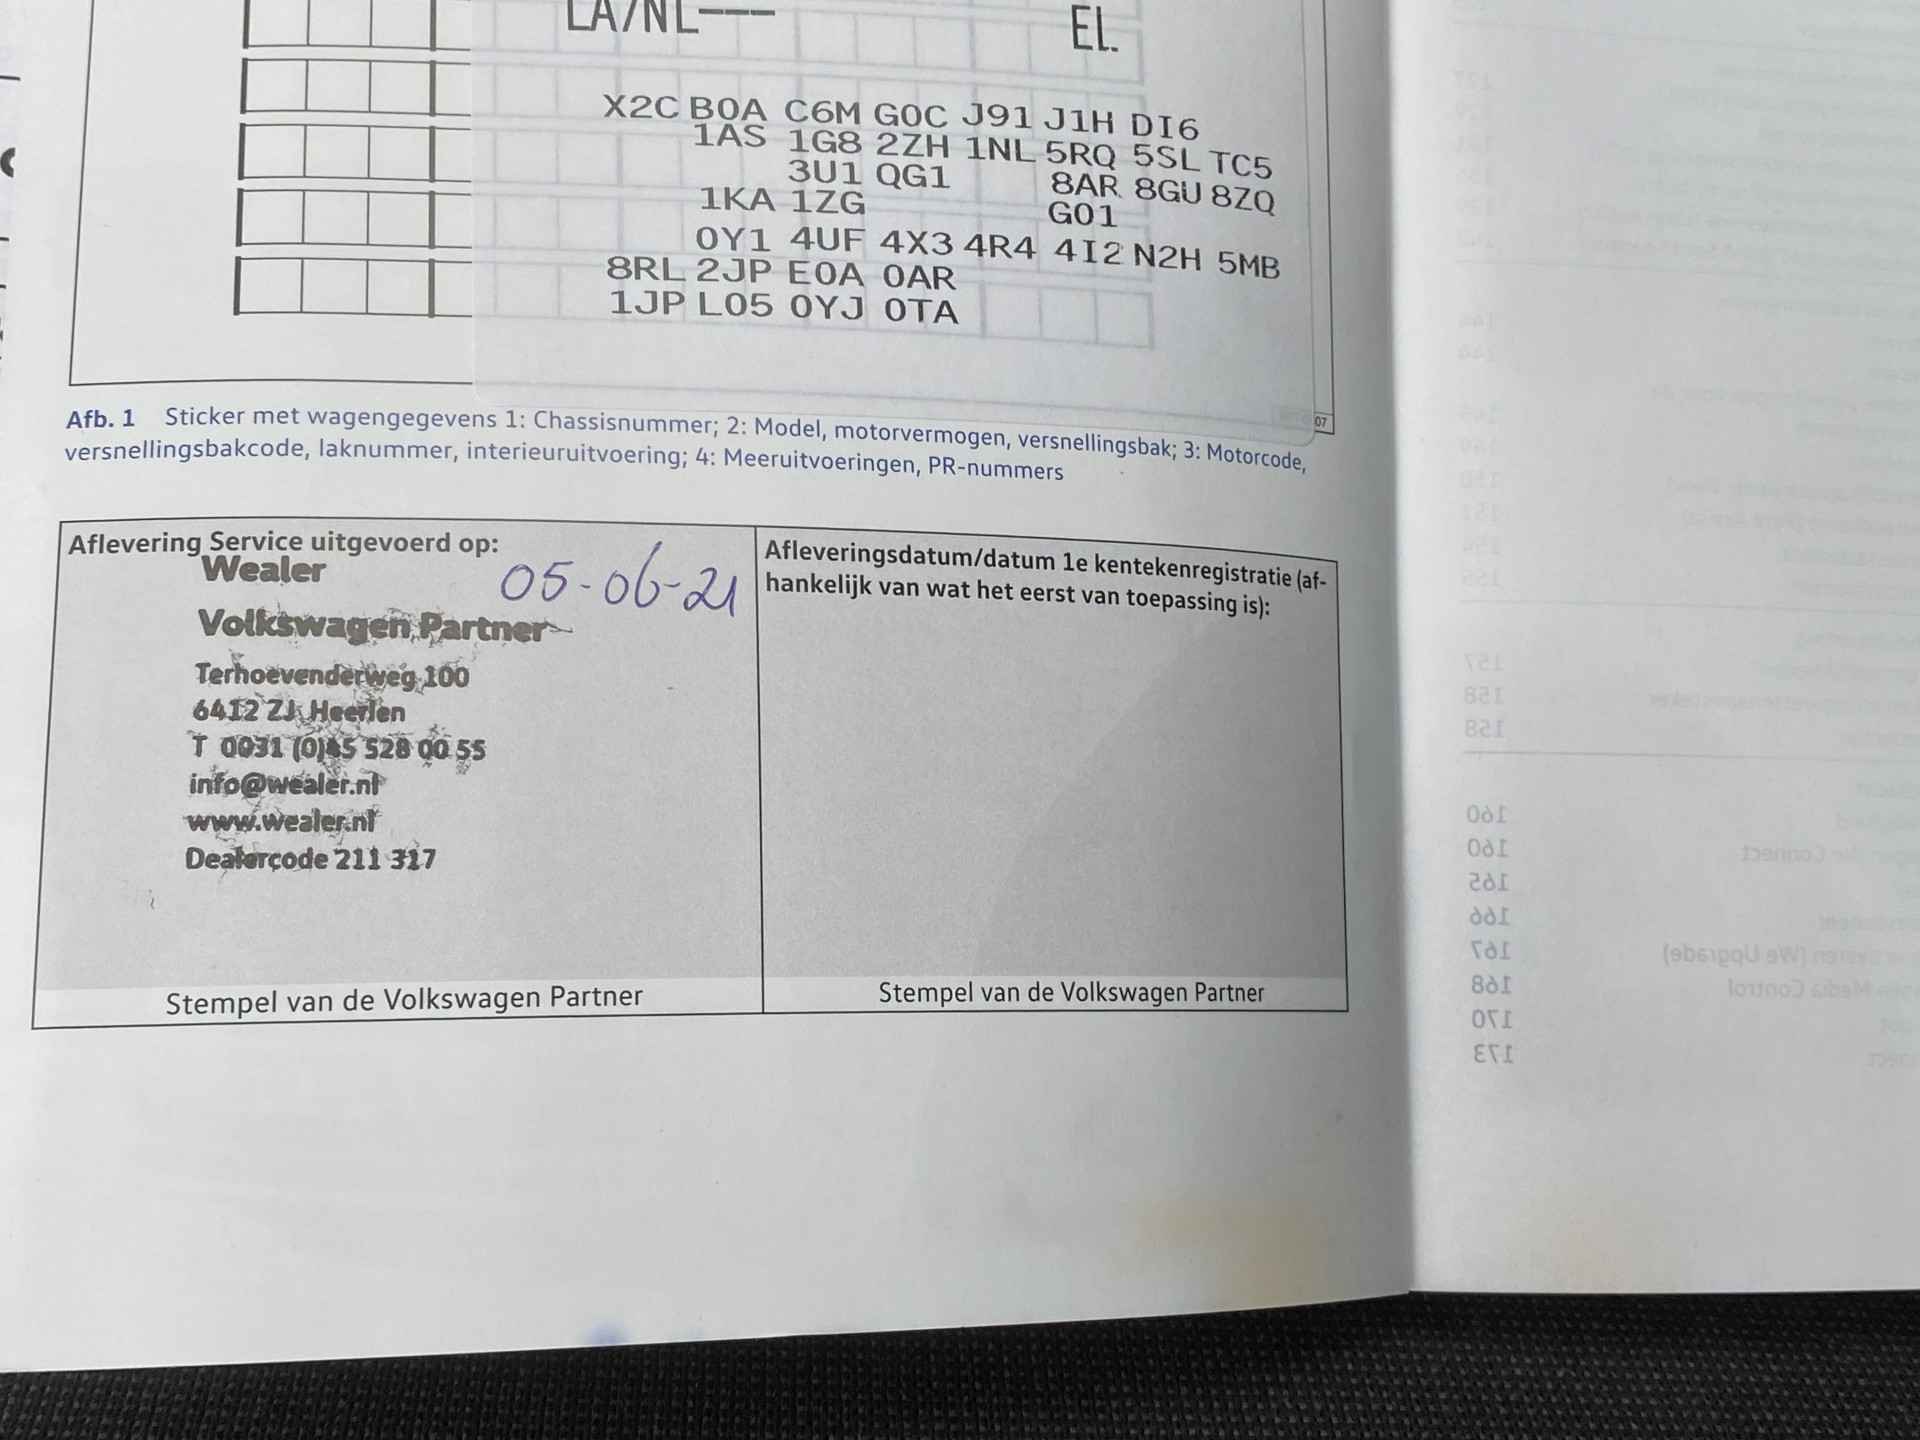 LA/NL---
EL.
X2C B0A C6M G0C J91 J1H DI6
1AS 1G8 2ZH 1NL 5RQ 5SL TC5
3U1 QG1 8AR 8GU 8ZQ
1KA 1ZG G01
0Y1 4UF 4X3 4R4 4I2 N2H 5MB
8RL 2JP E0A 0AR
1JP L05 0YJ 0TA
07
Afb. 1 Sticker met wagengegevens 1: Chassisnummer; 2: Model, motorvermogen, versnellingsbak; 3: Motorcode,
versnellingsbakcode, laknummer, interieuruitvoering; 4: Meeruitvoeringen, PR-nummers
Aflevering Service uitgevoerd op:
05-06-21
Wealer
Volkswagen Partner
Terhoevenderweg 100
6412 ZJ Heerlen
T 0031 (0)45 528 00 55
info@wealer.nl
www.wealer.nl
Dealercode 211 317
Stempel van de Volkswagen Partner
Afleveringsdatum/datum 1e kentekenregistratie (af-
hankelijk van wat het eerst van toepassing is):
Stempel van de Volkswagen Partner
157
158
158
160
160
165
166
167
168
170
173